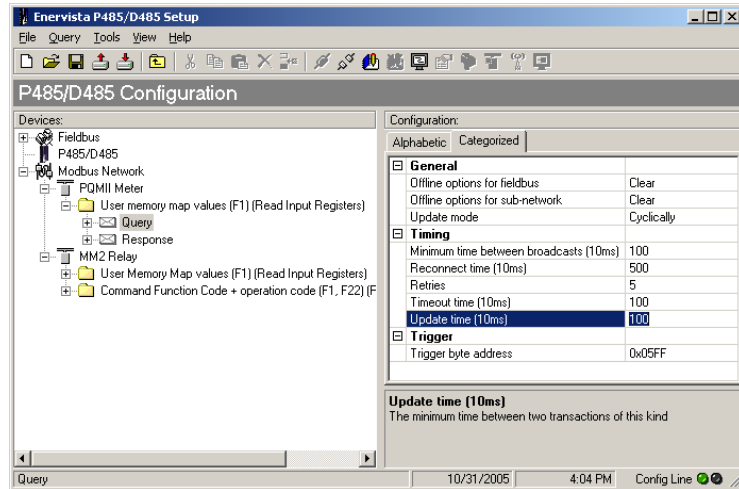 Enervista P485/D485 Setup
File Query Tools View Help
P485/D485 Configuration
Devices:
Fieldbus
P485/D485
Modbus Network
PQMII Meter
User memory map values (F1) (Read Input Registers)
Query
Response
MM2 Relay
User Memory Map values (F1) (Read Input Registers)
Command Function Code + operation code (F1, F22) (F
Configuration:
Alphabetic Categorized
General
Offline options for fieldbus Clear
Offline options for sub-network Clear
Update mode Cyclically
Timing
Minimum time between broadcasts (10ms) 100
Reconnect time (10ms) 500
Retries 5
Timeout time (10ms) 100
Update time (10ms) 100
Trigger
Trigger byte address 0x05FF
Update time (10ms)
The minimum time between two transactions of this kind
Query 10/31/2005 4:04 PM Config Line